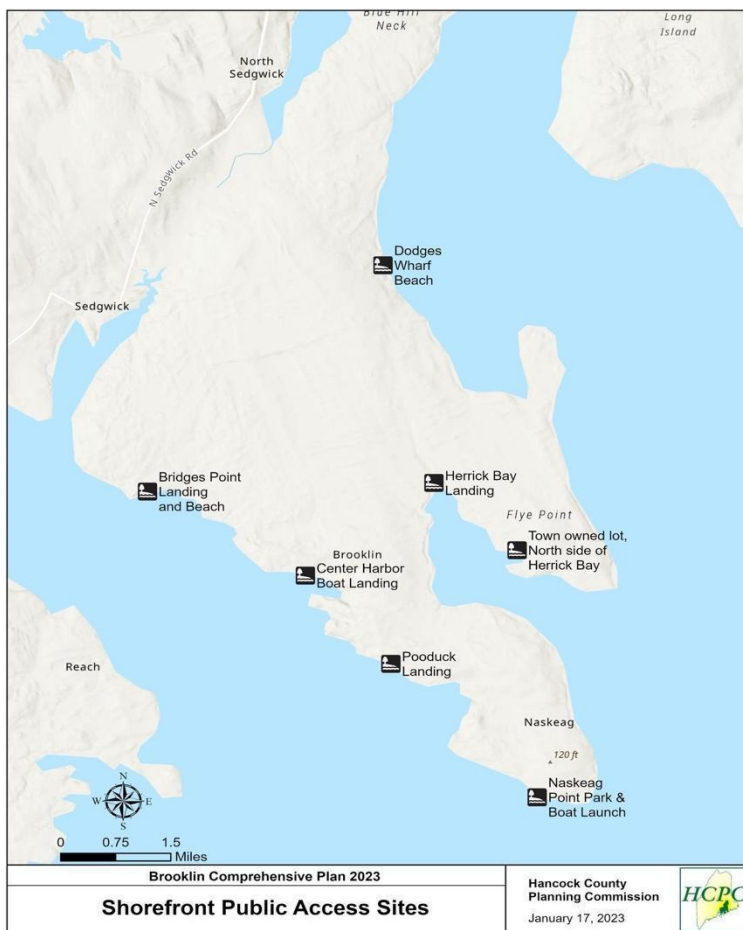 Blue Hill
Neck
Long
Island
North
Sedgwick
N Sedgwick Rd
Dodges
Wharf
Beach
Sedgwick
Bridges Point
Landing
and Beach
Herrick Bay
Landing
Flye Point
Town owned lot,
North side of
Herrick Bay
Brooklin
Center Harbor
Boat Landing
Reach
Pooduck
Landing
Naskeag
120 ft
Naskeag
Point Park &
Boat Launch
N
W E
S
0 0.75 1.5
Miles
Brooklin Comprehensive Plan 2023
Shorefront Public Access Sites
Hancock County
Planning Commission
January 17, 2023
HCPC